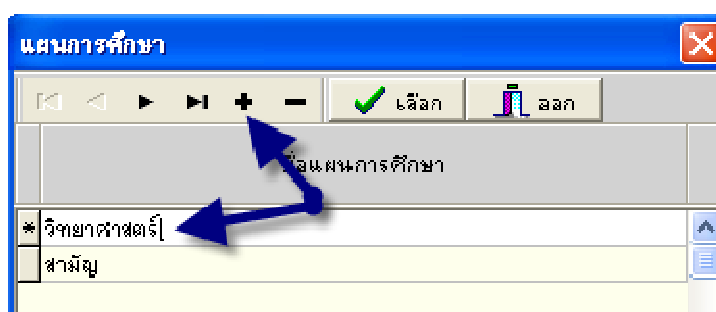 แผนการศึกษา
เลือก ออก
ชื่อแผนการศึกษา
วิทยาศาสตร์
สามัญ